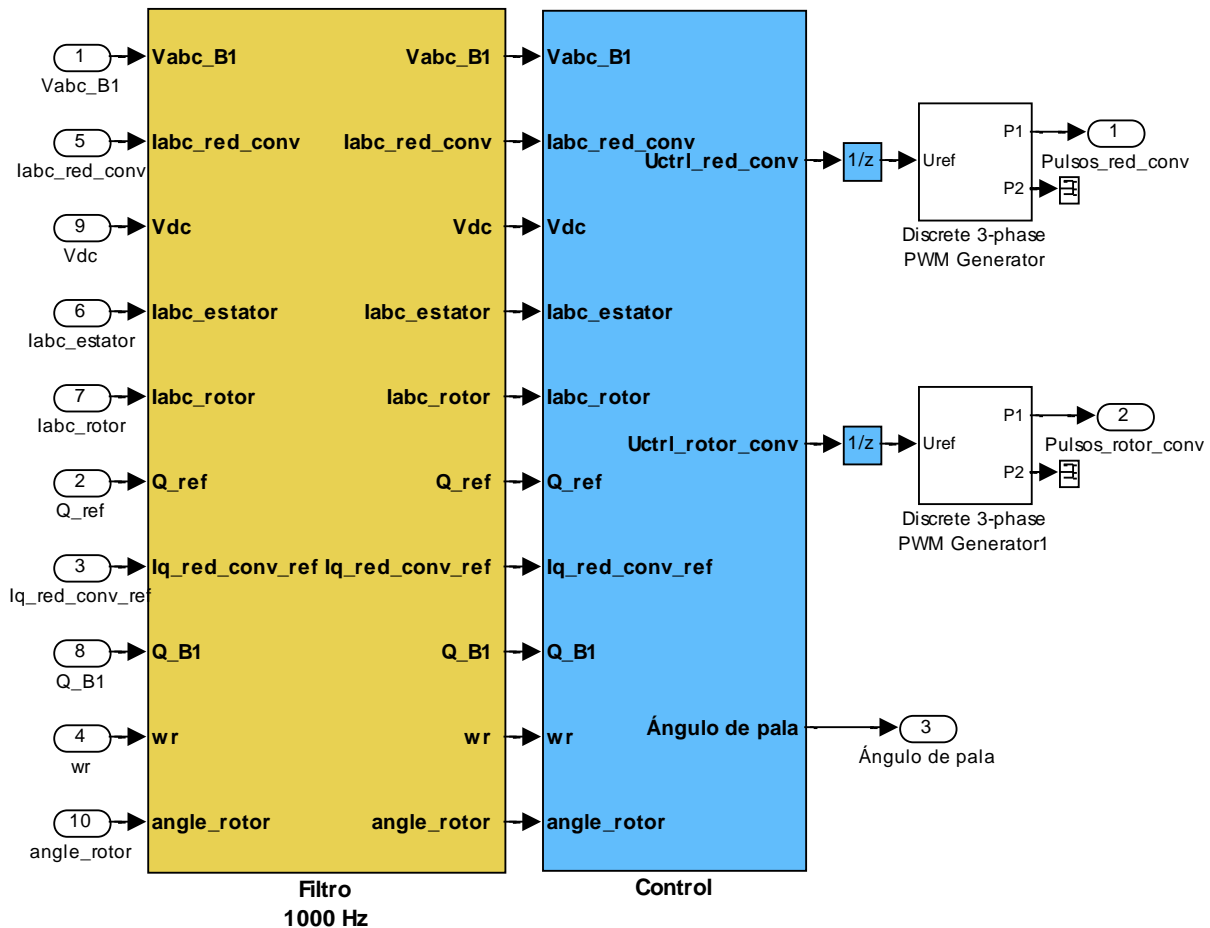 1
Vabc_B1
Vabc_B1
Vabc_B1
Vabc_B1
5
Iabc_red_conv
Iabc_red_conv
Iabc_red_conv
Iabc_red_conv
9
Vdc
Vdc
Vdc
Vdc
6
Iabc_estator
Iabc_estator
Iabc_estator
Iabc_estator
7
Iabc_rotor
Iabc_rotor
Iabc_rotor
Iabc_rotor
2
Q_ref
Q_ref
Q_ref
Q_ref
3
Iq_red_conv_ref
Iq_red_conv_ref
Iq_red_conv_ref
Iq_red_conv_ref
8
Q_B1
Q_B1
Q_B1
Q_B1
4
wr
wr
wr
wr
10
angle_rotor
angle_rotor
angle_rotor
angle_rotor
Filtro
1000 Hz
Control
Uctrl_red_conv
1/z
Uref
P1
P2
Discrete 3-phase
PWM Generator
1
Pulsos_red_conv
Uctrl_rotor_conv
1/z
Uref
P1
P2
Discrete 3-phase
PWM Generator1
2
Pulsos_rotor_conv
Ángulo de pala
3
Ángulo de pala